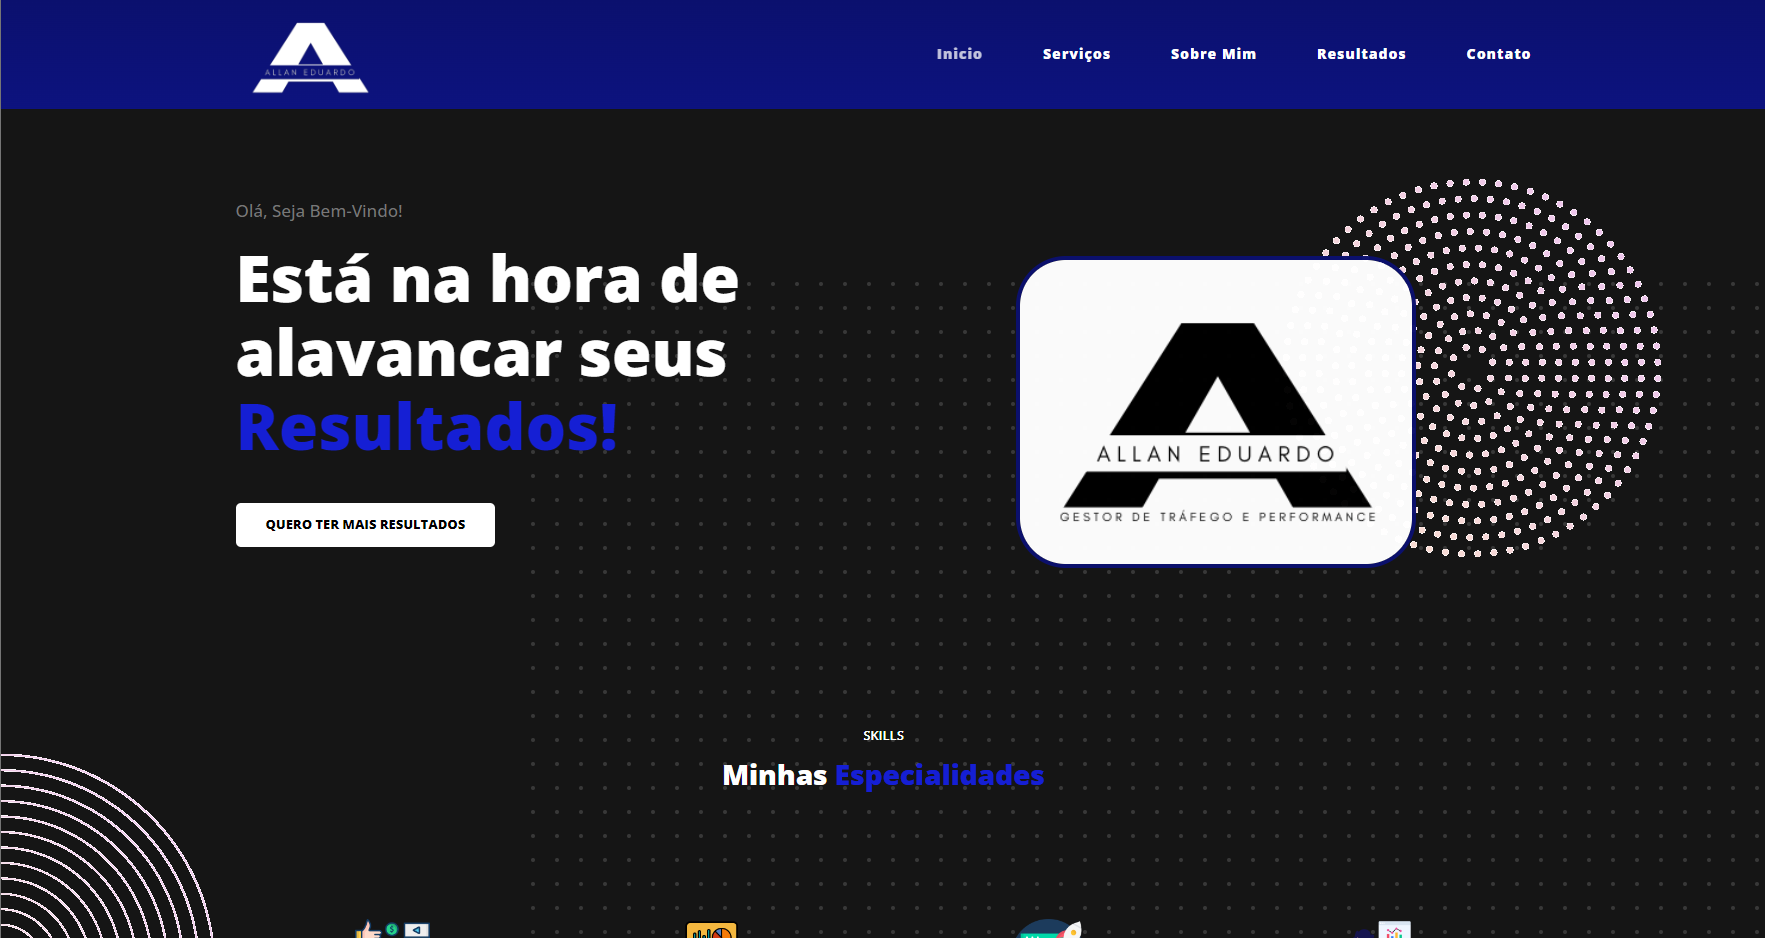 ALLAN EDUARDO
Inicio
Serviços
Sobre Mim
Resultados
Contato
Olá, Seja Bem-Vindo!
Está na hora de
alavancar seus
Resultados!
QUERO TER MAIS RESULTADOS
ALLAN EDUARDO
GESTOR DE TRÁFEGO E PERFORMANCE
SKILLS
Minhas Especialidades